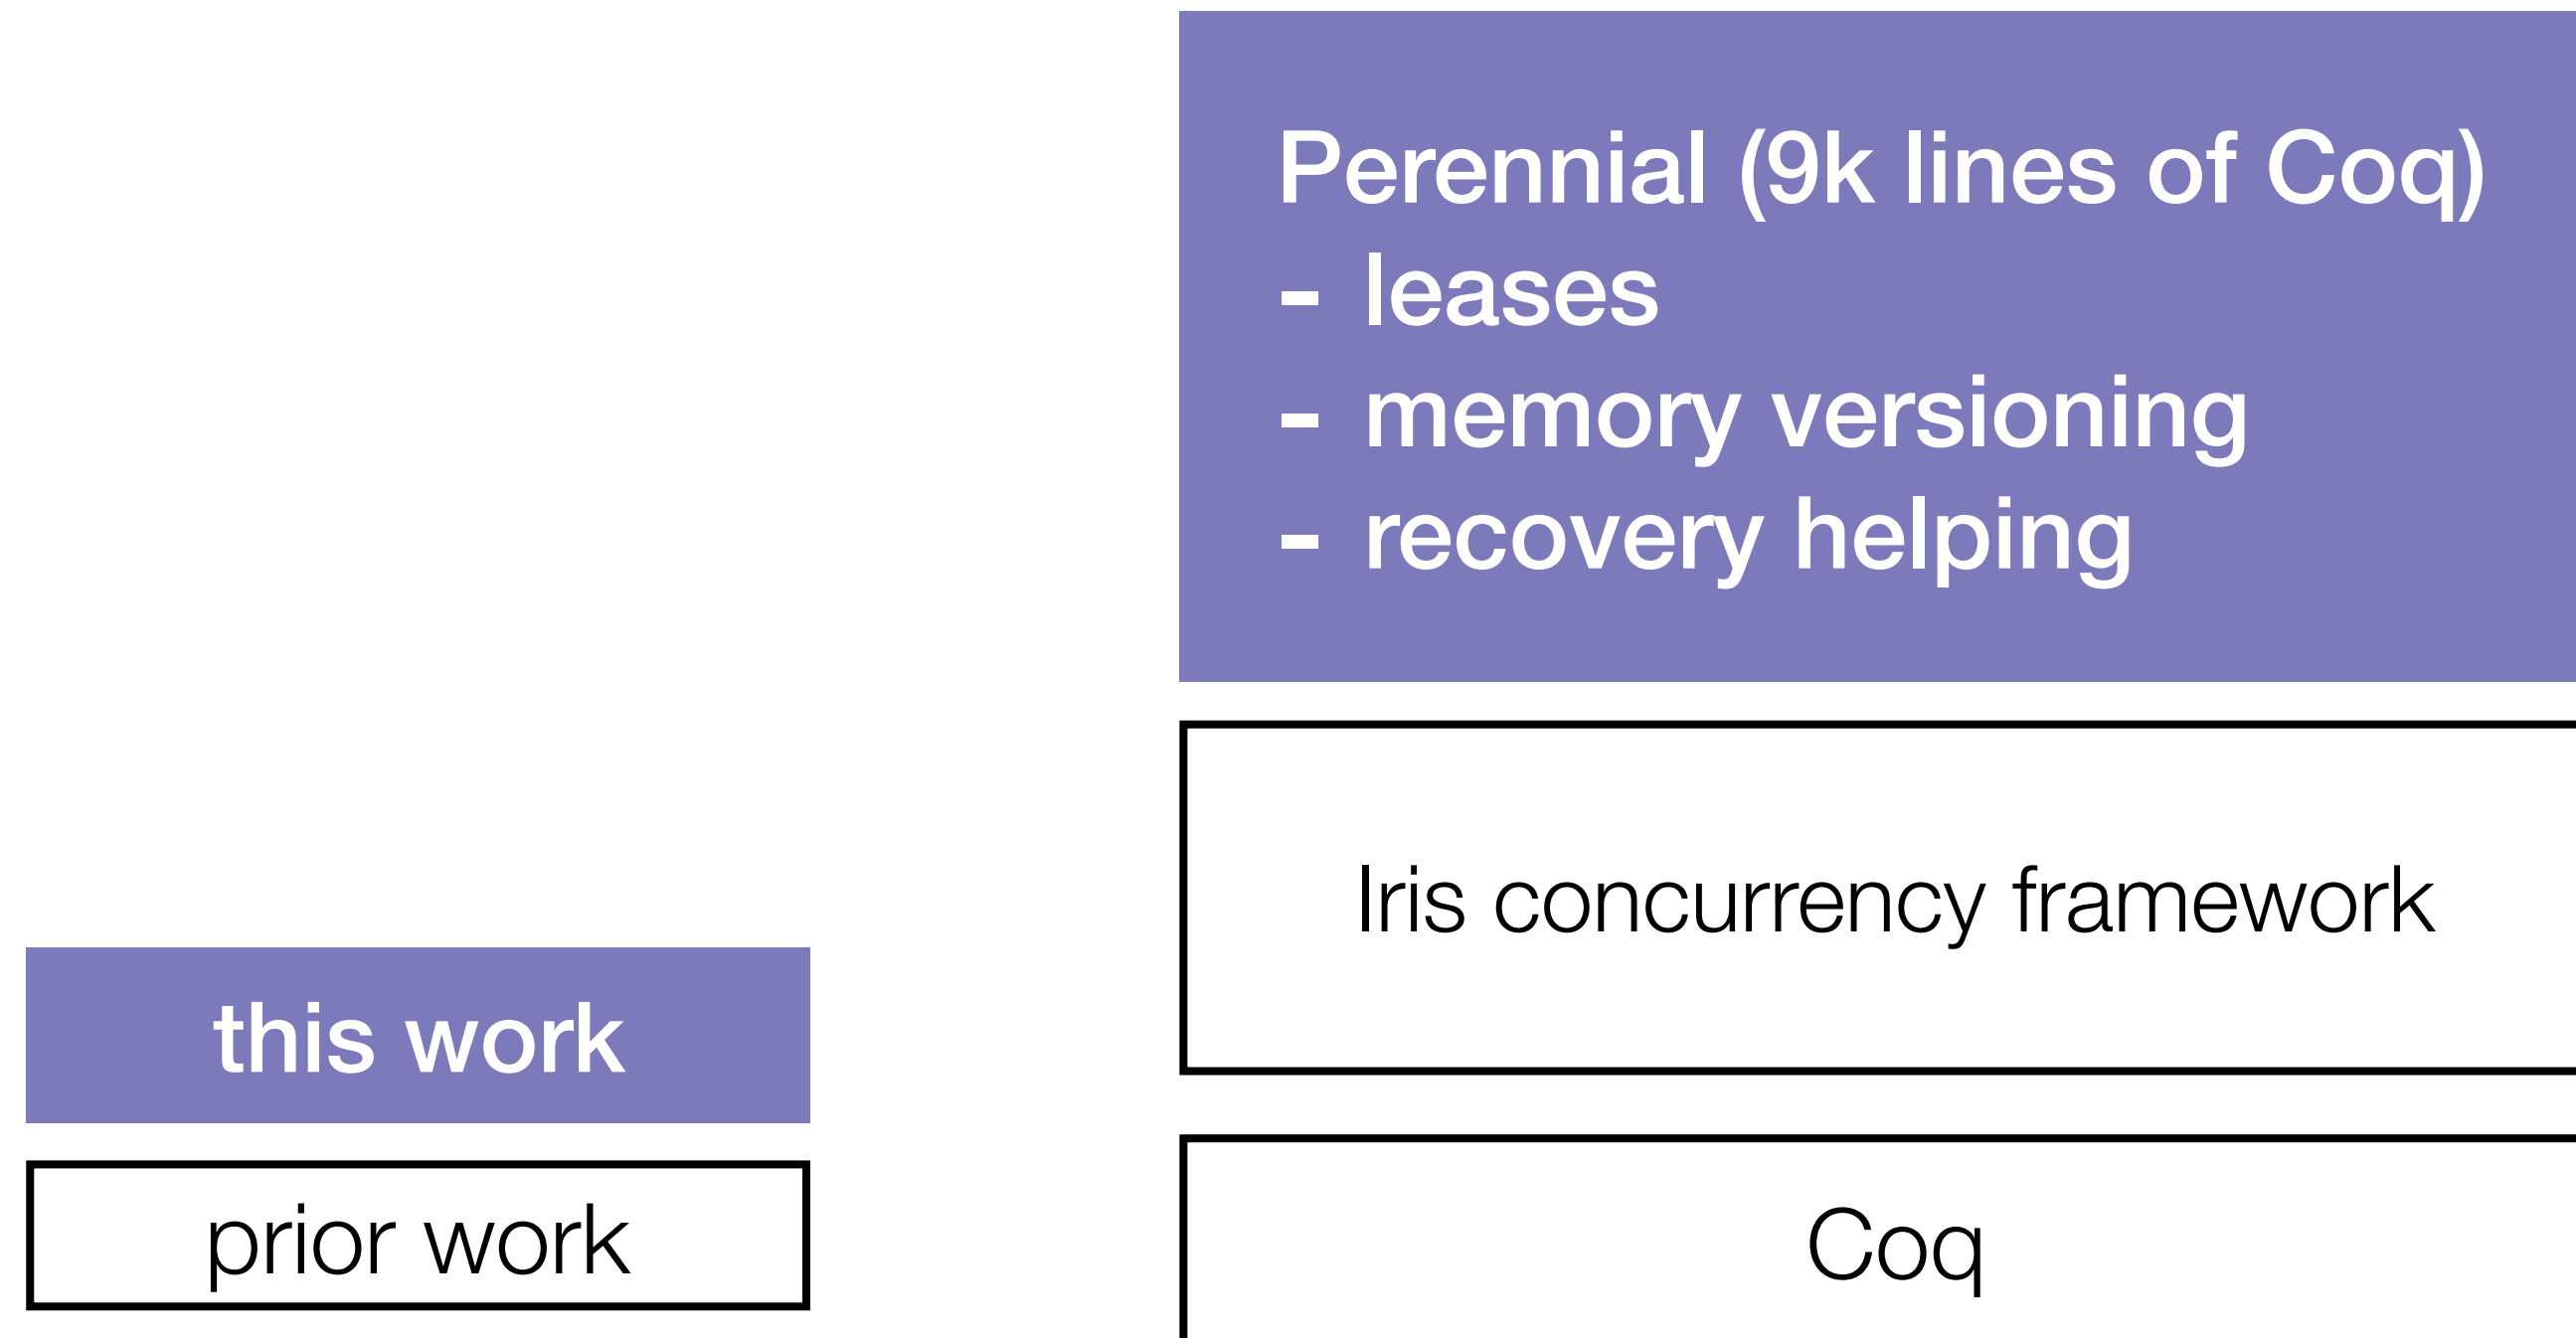 Perennial (9k lines of Coq)
- leases
- memory versioning
- recovery helping
Iris concurrency framework
Coq
this work
prior work